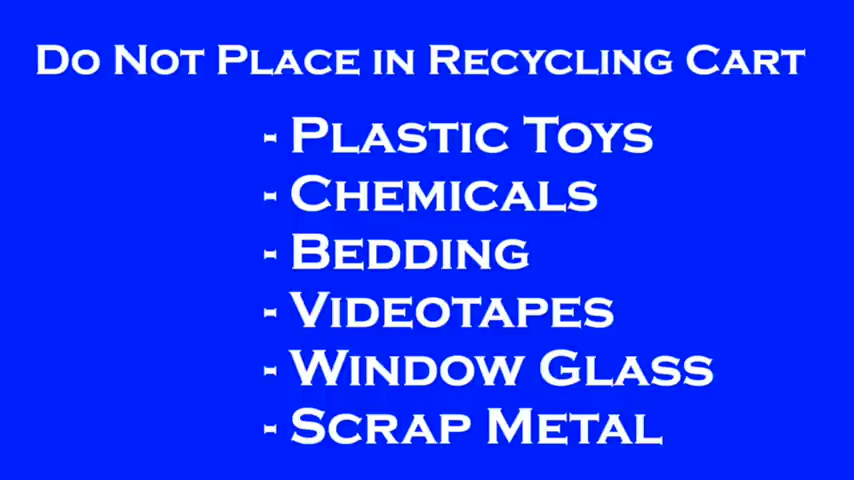 Do Not Place in Recycling Cart
- Plastic Toys
- Chemicals
- Bedding
- Videotapes
- Window Glass
- Scrap Metal